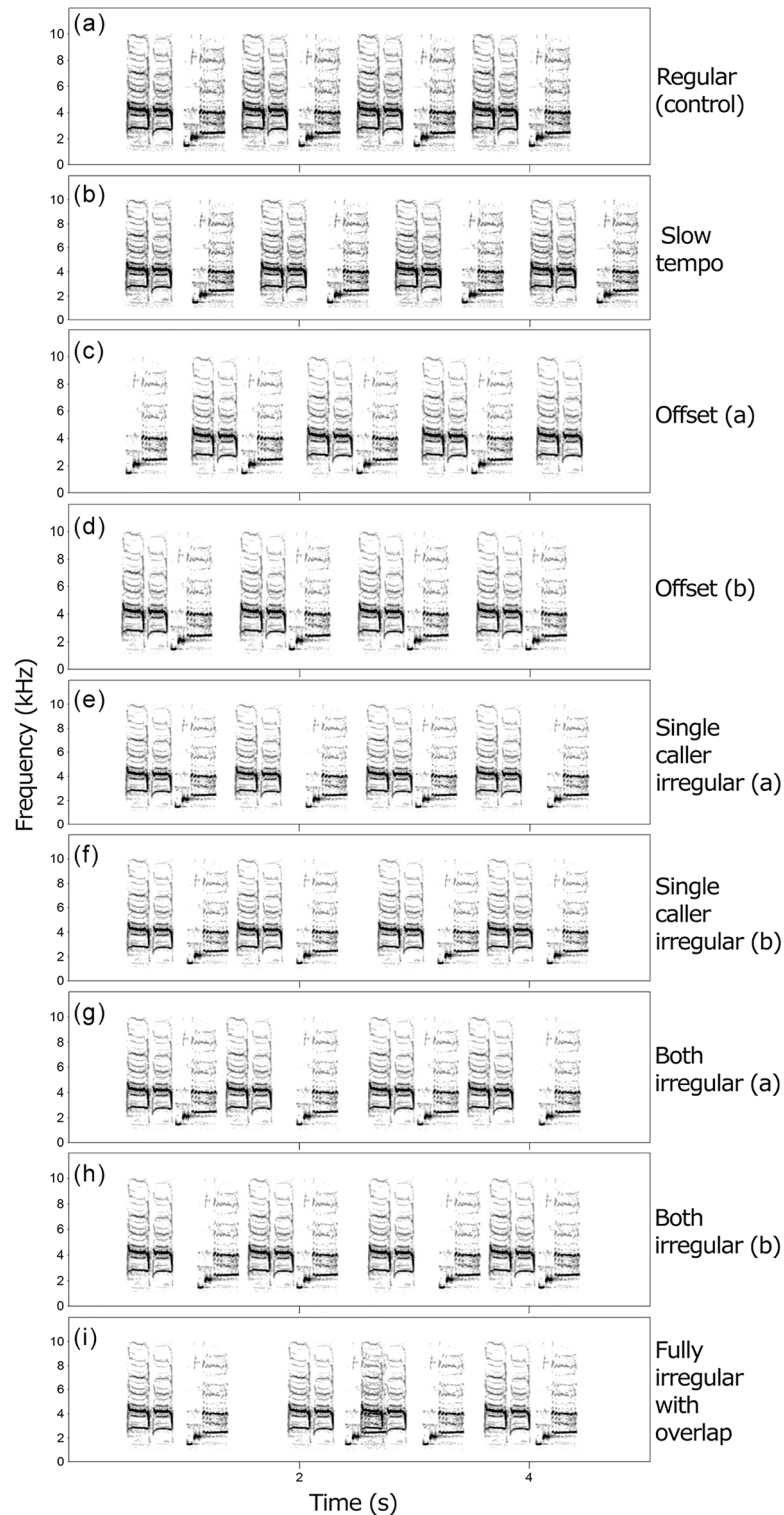 (a)
10
8
6
4
2
0
Regular
(control)
(b)
10
8
6
4
2
0
Slow
tempo
(c)
10
8
6
4
2
0
Offset (a)
(d)
10
8
6
4
2
0
Offset (b)
(e)
10
8
6
4
2
0
Single
caller
irregular (a)
Frequency (kHz)
(f)
10
8
6
4
2
0
Single
caller
irregular (b)
(g)
10
8
6
4
2
0
Both
irregular (a)
(h)
10
8
6
4
2
0
Both
irregular (b)
(i)
10
8
6
4
2
0
Fully
irregular
with
overlap
2 4
Time (s)